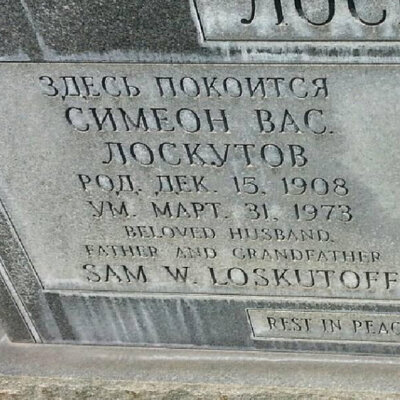 ЛОС
ЗДЕСЬ ПОКОИТСЯ
СИМЕОН ВАС.
ЛОСКУТОВ
РОД. ДЕК. 15, 1908
УМ. МАРТ. 31, 1973
BELOVED HUSBAND,
FATHER AND GRANDFATHER
SAM W. LOSKUTOFF
REST IN PEAC